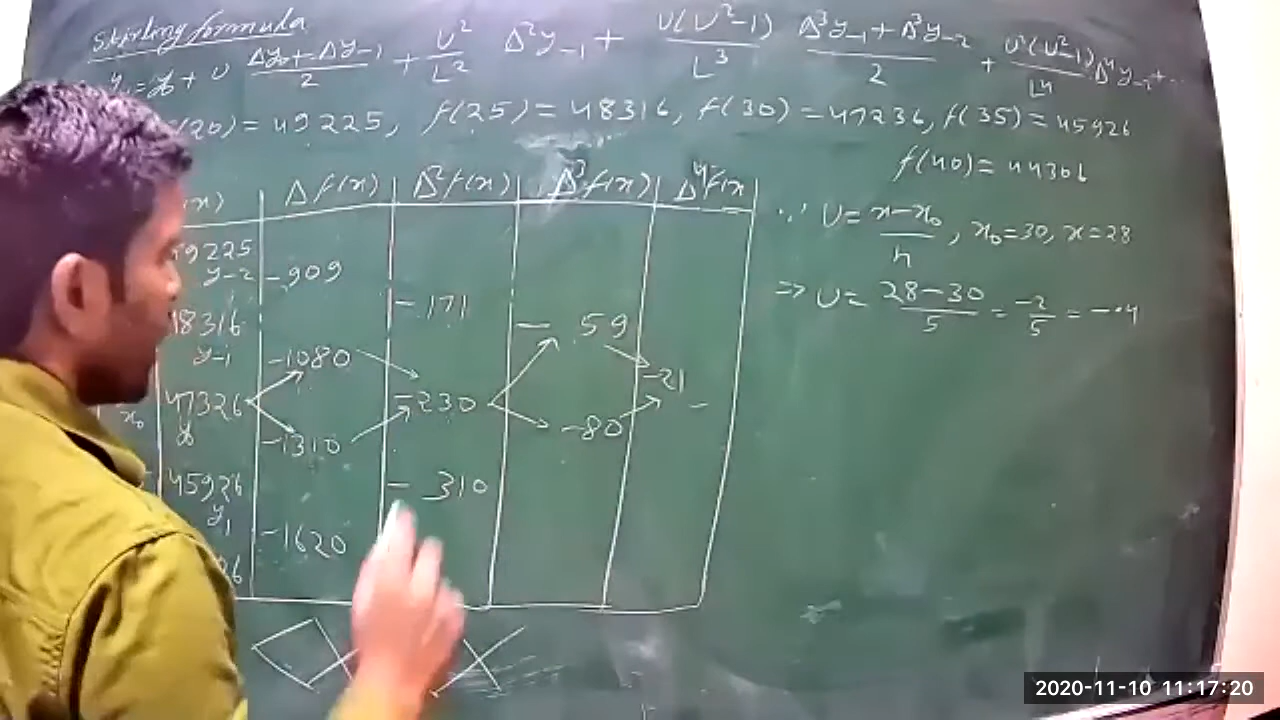 Stirling formula
y = y0 + U Δy0+Δy-1/2 + U²/L2 Δ²y-1 + U(U²-1)/L3 Δ³y-1+Δ³y-2/2 + U²(U²-1)/L4 Δ⁴y-2+...
f(20)=49225, f(25)=48316, f(30)=47236, f(35)=45926
f(40)=44306
(x) Δf(x) Δ²f(x) Δ³f(x) Δ⁴f(x)
∵ U = x-x0/h, x0=30, x=28
⇒ U = 28-30/5 = -2/5 = -.4
49225
y-2 -909
-171
48316 - 59
y-1 -1080
-21
x0 47326 -230
y0 -1310 -80
45926 - 310
y1
-1620
2020-11-10 11:17:20